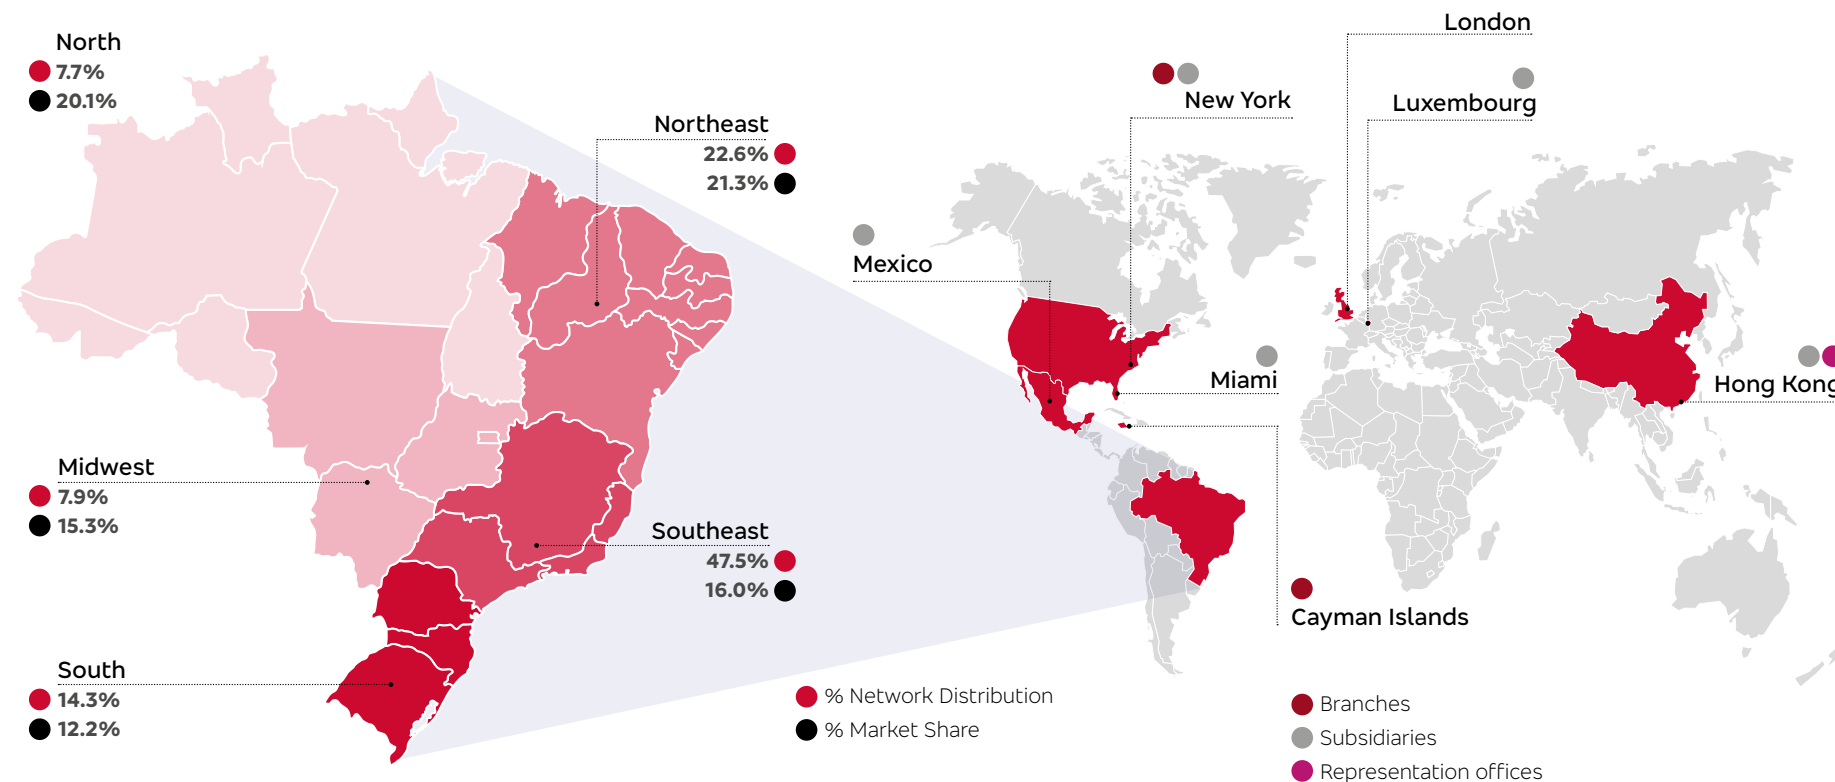 North
7.7%
20.1%
Northeast
22.6%
21.3%
Midwest
7.9%
15.3%
Southeast
47.5%
16.0%
South
14.3%
12.2%
% Network Distribution
% Market Share
London
New York
Luxembourg
Mexico
Miami
Hong Kong
Cayman Islands
Branches
Subsidiaries
Representation offices